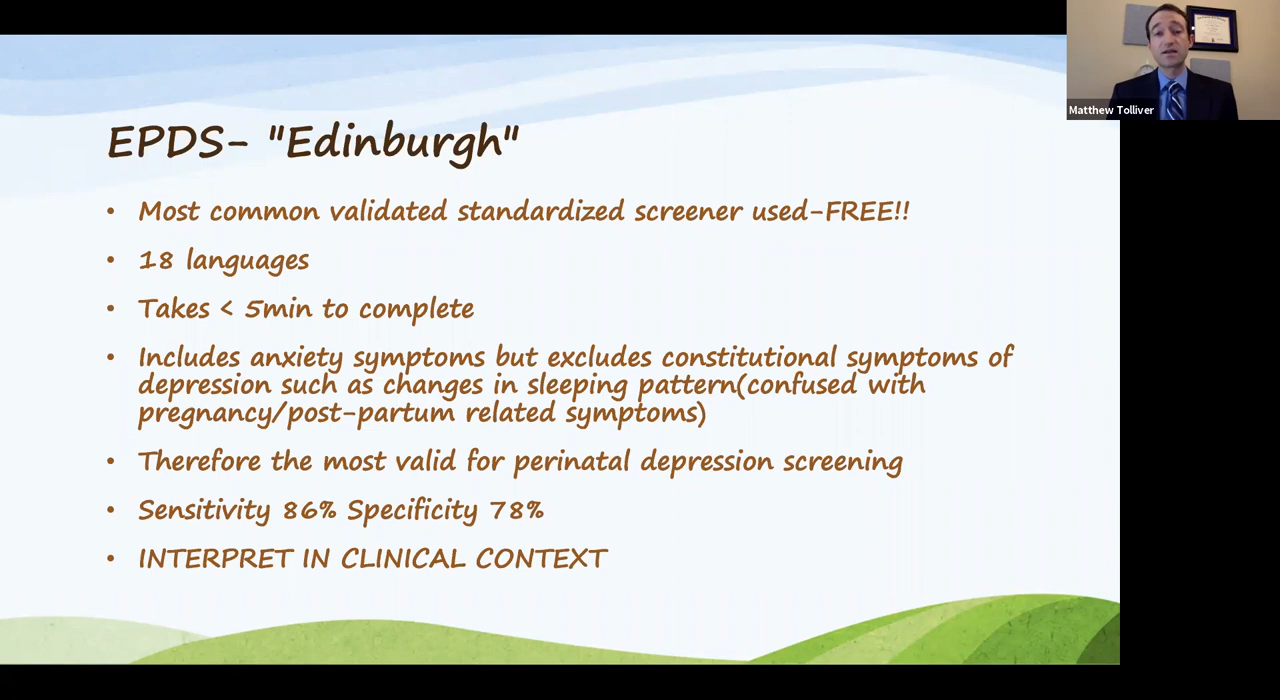 Matthew Tolliver
EPDS- "Edinburgh"
• Most common validated standardized screener used-FREE!!
• 18 languages
• Takes < 5min to complete
• Includes anxiety symptoms but excludes constitutional symptoms of
depression such as changes in sleeping pattern(confused with
pregnancy/post-partum related symptoms)
• Therefore the most valid for perinatal depression screening
• Sensitivity 86% Specificity 78%
• INTERPRET IN CLINICAL CONTEXT